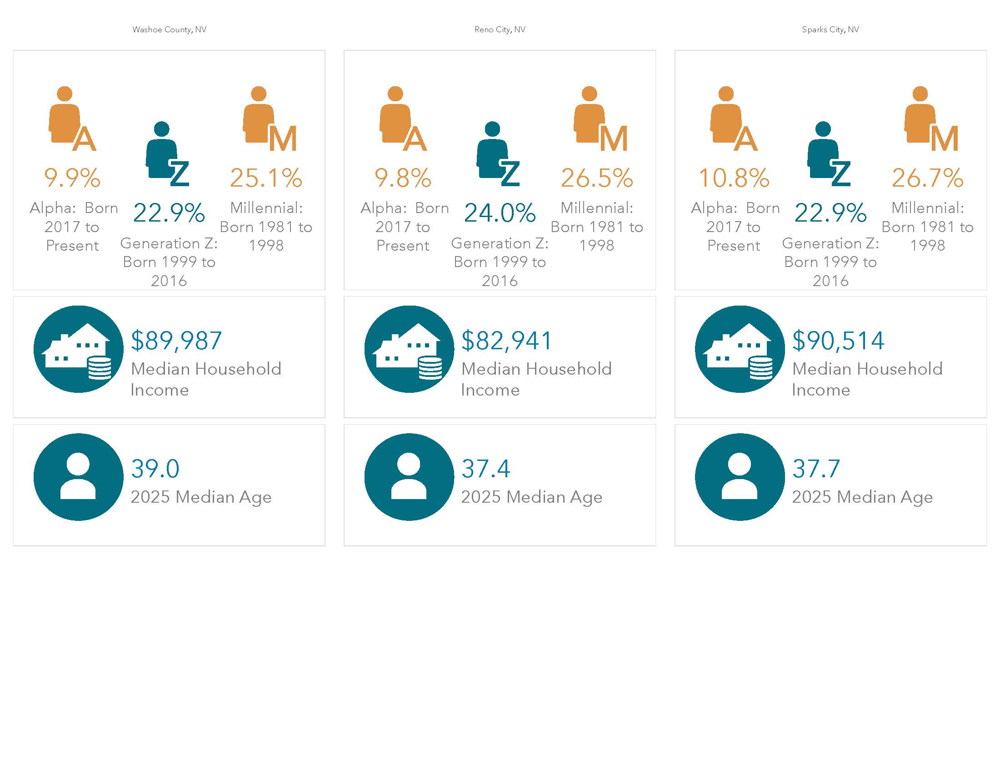 Washoe County, NV
A
Z
M
9.9%
Alpha: Born
2017 to
Present
22.9%
Generation Z:
Born 1999 to
2016
25.1%
Millennial:
Born 1981 to
1998
$89,987
Median Household
Income
39.0
2025 Median Age
Reno City, NV
A
Z
M
9.8%
Alpha: Born
2017 to
Present
24.0%
Generation Z:
Born 1999 to
2016
26.5%
Millennial:
Born 1981 to
1998
$82,941
Median Household
Income
37.4
2025 Median Age
Sparks City, NV
A
Z
M
10.8%
Alpha: Born
2017 to
Present
22.9%
Generation Z:
Born 1999 to
2016
26.7%
Millennial:
Born 1981 to
1998
$90,514
Median Household
Income
37.7
2025 Median Age